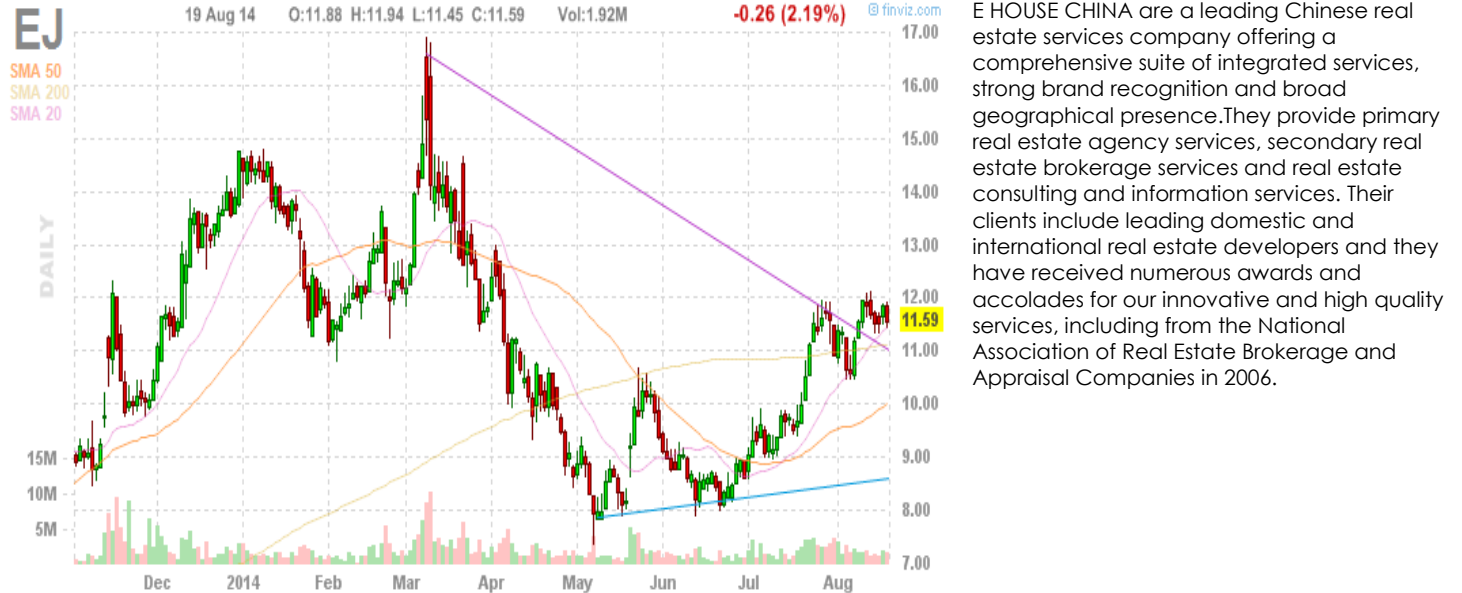 EJ
19 Aug 14 O:11.88 H:11.94 L:11.45 C:11.59 Vol:1.92M -0.26 (2.19%) © finviz.com
SMA 50
SMA 200
SMA 20
DAILY
17.00
16.00
15.00
14.00
13.00
12.00
11.59
11.00
10.00
9.00
8.00
7.00
15M
10M
5M
Dec 2014 Feb Mar Apr May Jun Jul Aug
E HOUSE CHINA are a leading Chinese real
estate services company offering a
comprehensive suite of integrated services,
strong brand recognition and broad
geographical presence.They provide primary
real estate agency services, secondary real
estate brokerage services and real estate
consulting and information services. Their
clients include leading domestic and
international real estate developers and they
have received numerous awards and
accolades for our innovative and high quality
services, including from the National
Association of Real Estate Brokerage and
Appraisal Companies in 2006.